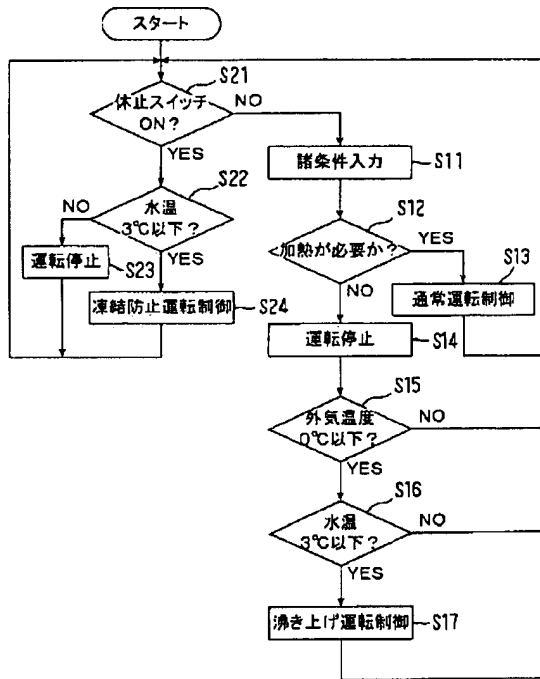 スタート
S21
休止スイッチ
ON?
NO
YES
S22
水温
3℃以下?
NO
YES
運転停止
S23
凍結防止運転制御
S24
諸条件入力
S11
S12
加熱が必要か?
YES
NO
S13
通常運転制御
運転停止
S14
S15
外気温度
0℃以下?
NO
YES
S16
水温
3℃以下?
NO
YES
沸き上げ運転制御
S17